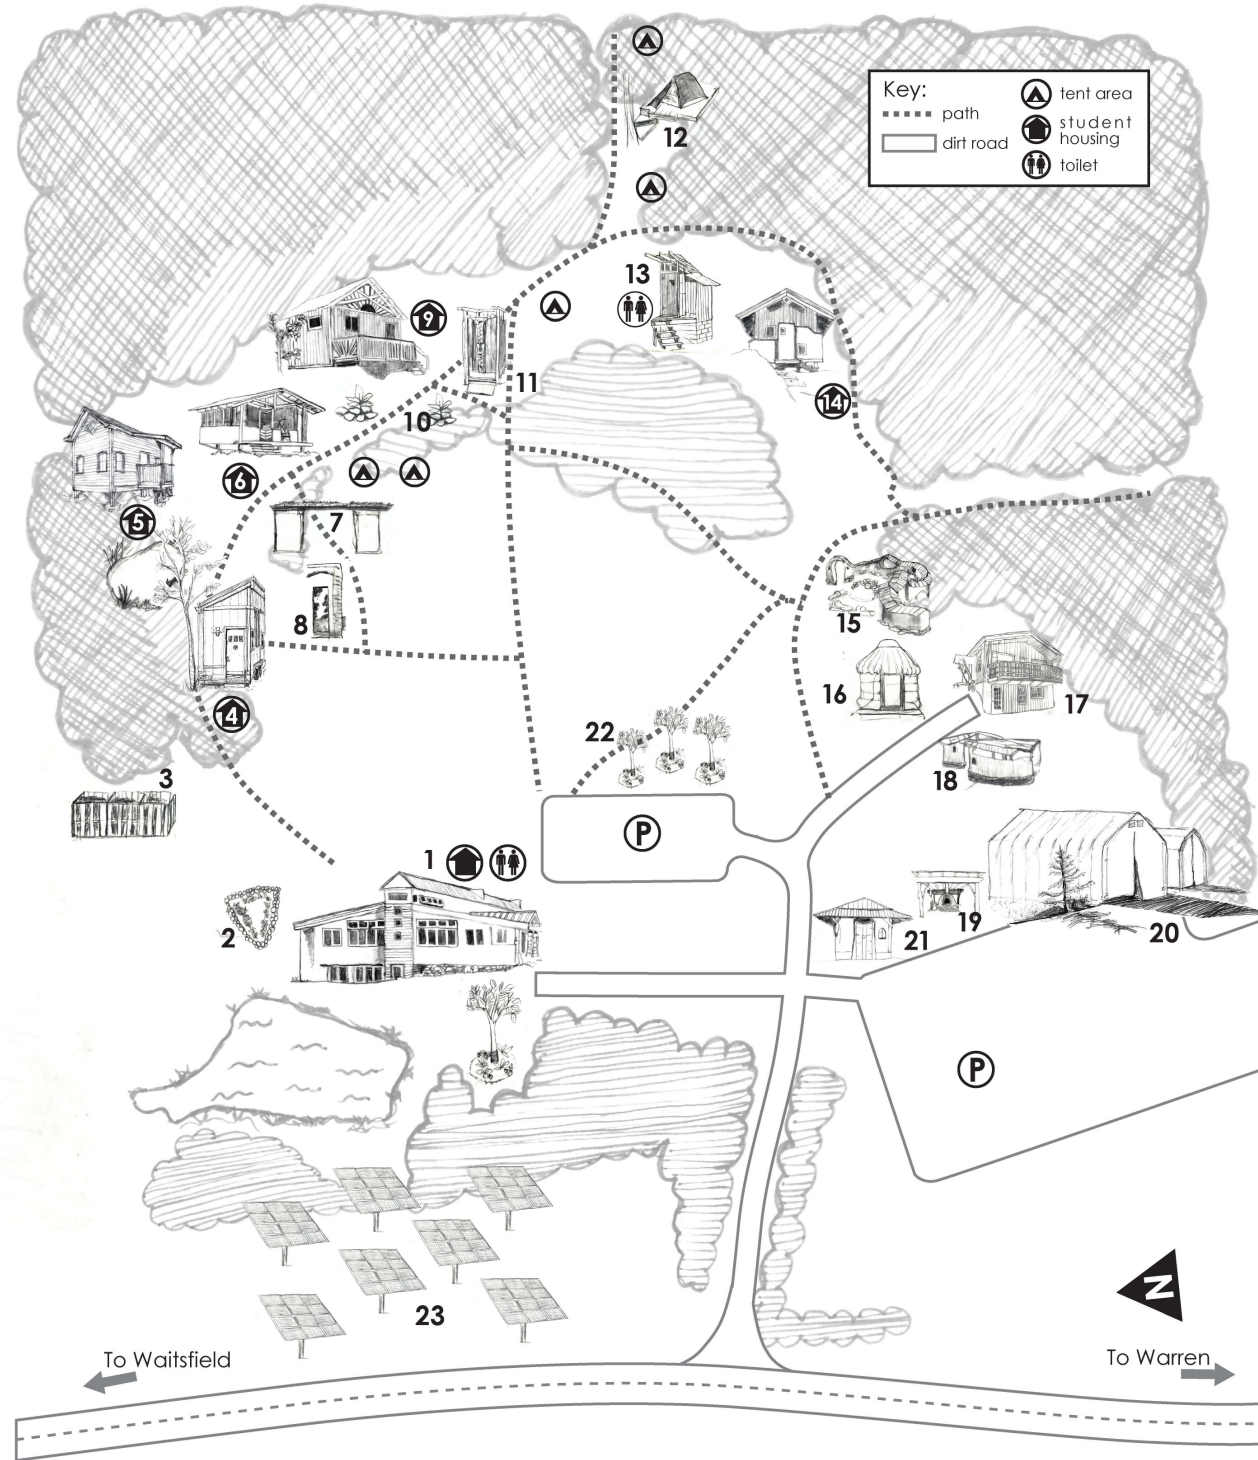 Key:
path
dirt road
tent area
student
housing
toilet
12
13
9
11
14
10
6
5
7
8
15
16
17
4
22
3
18
P
1
2
19
20
21
P
N
23
To Waitsfield
To Warren